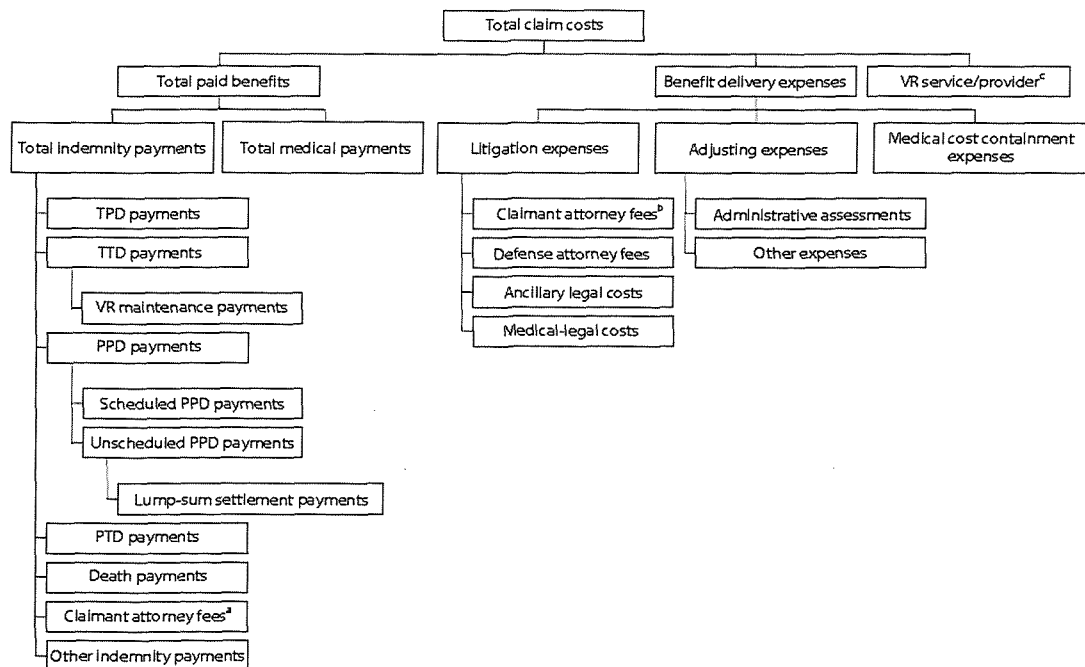 Total claim costs
Total paid benefits
Benefit delivery expenses
VR service/provider^c
Total indemnity payments
Total medical payments
Litigation expenses
Adjusting expenses
Medical cost containment
expenses
TPD payments
TTD payments
VR maintenance payments
PPD payments
Scheduled PPD payments
Unscheduled PPD payments
Lump-sum settlement payments
PTD payments
Death payments
Claimant attorney fees^a
Other indemnity payments
Claimant attorney fees^b
Defense attorney fees
Ancillary legal costs
Medical-legal costs
Administrative assessments
Other expenses